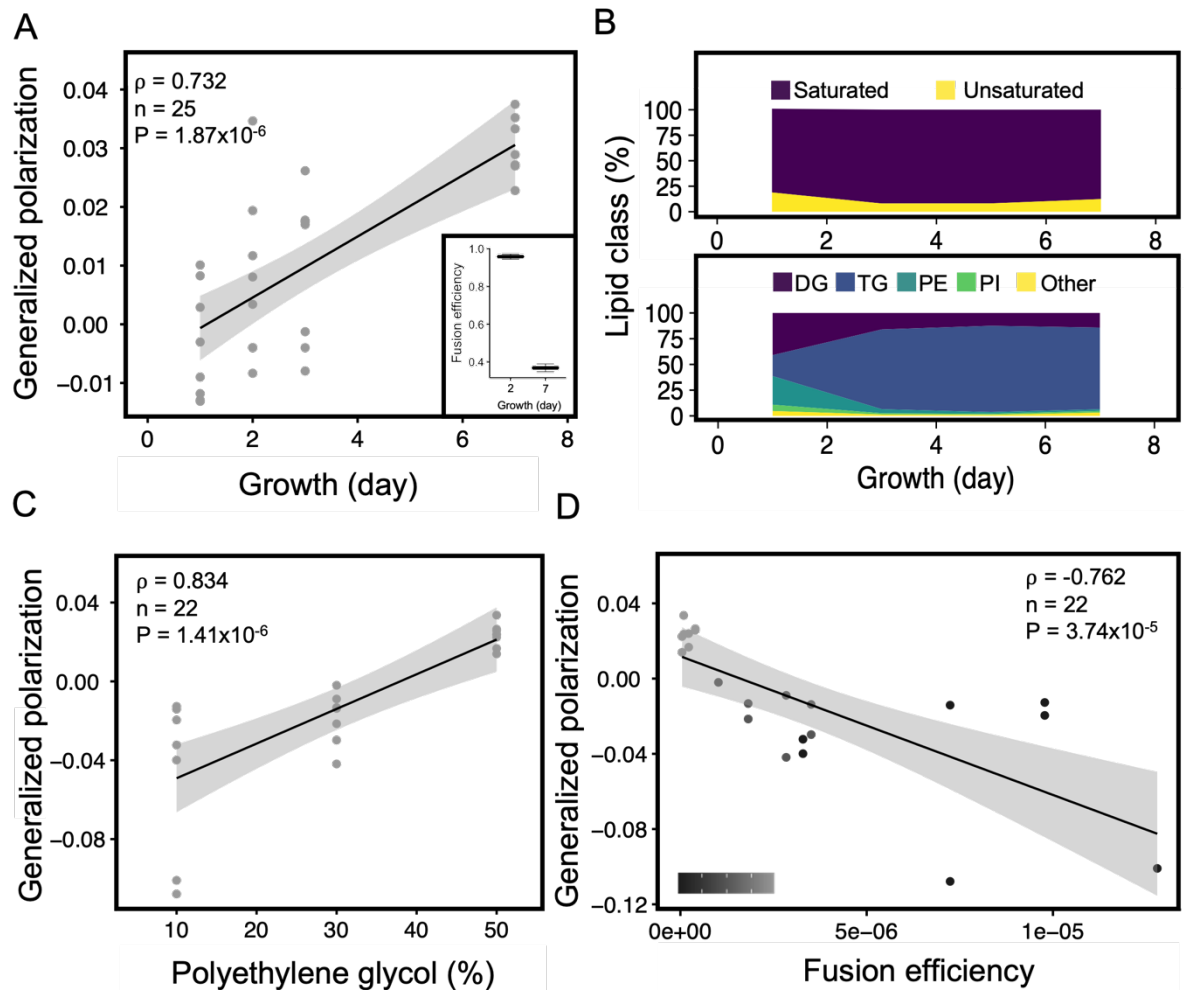 A
Generalized polarization
0.04
0.03
0.02
0.01
0.00
−0.01
ρ = 0.732
n = 25
P = 1.87x10⁻⁶
Fusion efficiency
1.0
0.8
0.6
0.4
2 7
Growth (day)
0 2 4 6 8
Growth (day)
B
Lipid class (%)
Saturated Unsaturated
100
75
50
25
0
0 2 4 6 8
DG TG PE PI Other
100
75
50
25
0
0 2 4 6 8
Growth (day)
C
Generalized polarization
0.04
0.00
−0.04
−0.08
ρ = 0.834
n = 22
P = 1.41x10⁻⁶
10 20 30 40 50
Polyethylene glycol (%)
D
Generalized polarization
0.04
0.00
−0.04
−0.08
−0.12
ρ = -0.762
n = 22
P = 3.74x10⁻⁵
0e+00 5e−06 1e−05
Fusion efficiency